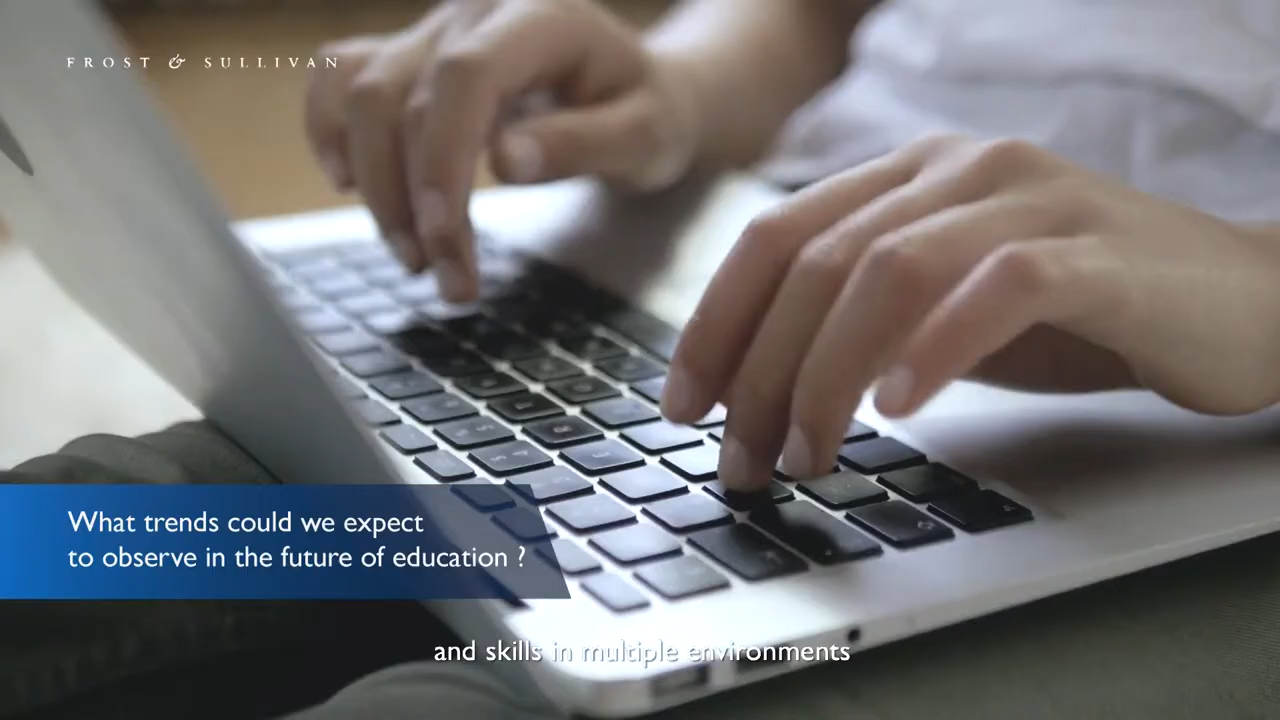 FROST & SULLIVAN
What trends could we expect
to observe in the future of education ?
and skills in multiple environments